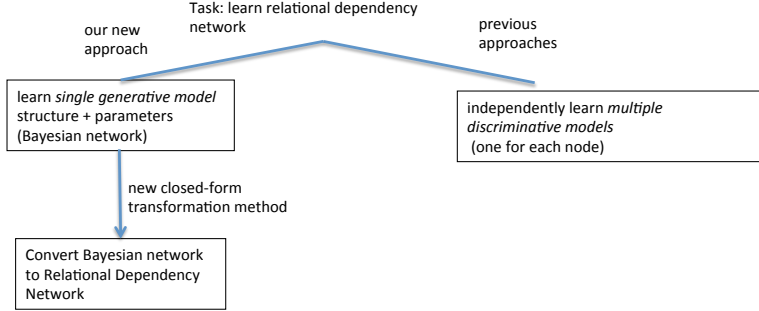 Task: learn relational dependency
network
our new
approach
previous
approaches
learn single generative model
structure + parameters
(Bayesian network)
independently learn multiple
discriminative models
(one for each node)
new closed-form
transformation method
Convert Bayesian network
to Relational Dependency
Network